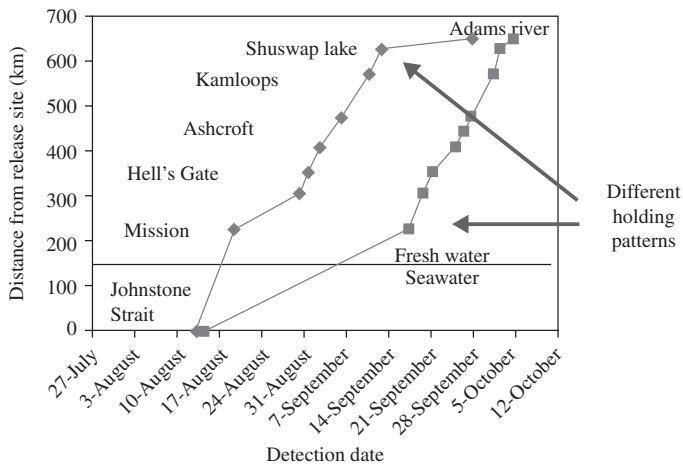 Distance from release site (km)
700
600
500
400
300
200
100
0
Adams river
Shuswap lake
Kamloops
Ashcroft
Hell's Gate
Mission
Different
holding
patterns
Fresh water
Seawater
Johnstone
Strait
27-July
3-August
10-August
17-August
24-August
31-August
7-September
14-September
21-September
28-September
5-October
12-October
Detection date